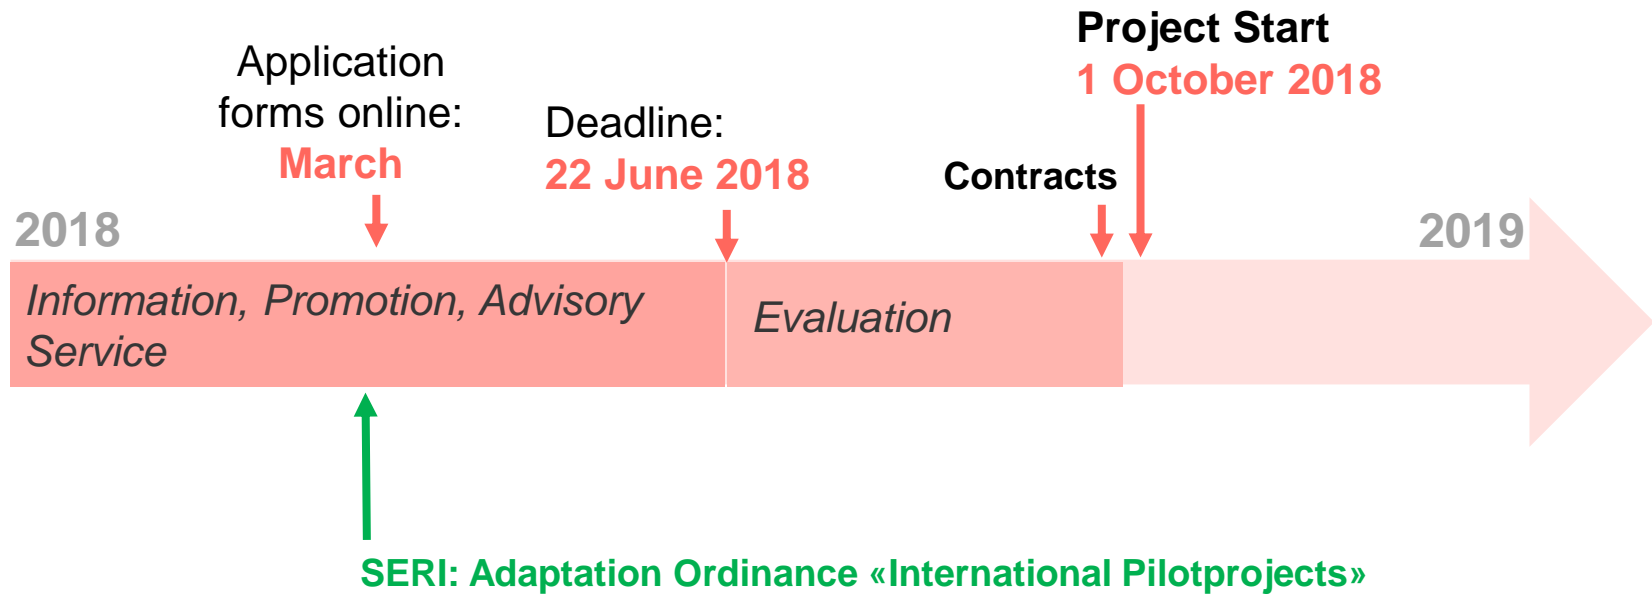 Project Start
1 October 2018
Application
forms online:
March
Deadline:
22 June 2018
Contracts
2018
2019
Information, Promotion, Advisory
Service
Evaluation
SERI: Adaptation Ordinance «International Pilotprojects»